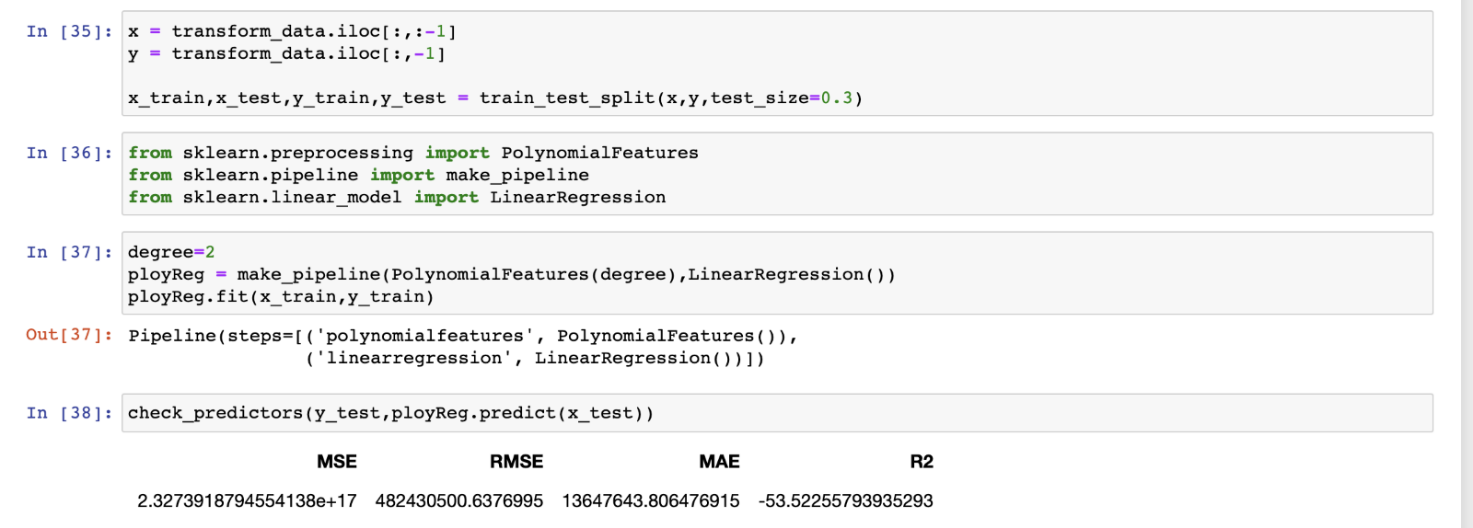 In [35]: x = transform_data.iloc[:,:-1]
y = transform_data.iloc[:,-1]
x_train,x_test,y_train,y_test = train_test_split(x,y,test_size=0.3)
In [36]: from sklearn.preprocessing import PolynomialFeatures
from sklearn.pipeline import make_pipeline
from sklearn.linear_model import LinearRegression
In [37]: degree=2
ployReg = make_pipeline(PolynomialFeatures(degree),LinearRegression())
ployReg.fit(x_train,y_train)
Out[37]: Pipeline(steps=[('polynomialfeatures', PolynomialFeatures()),
('linearregression', LinearRegression())])
In [38]: check_predictors(y_test,ployReg.predict(x_test))
MSE RMSE MAE R2
2.3273918794554138e+17 482430500.6376995 13647643.806476915 -53.52255793935293